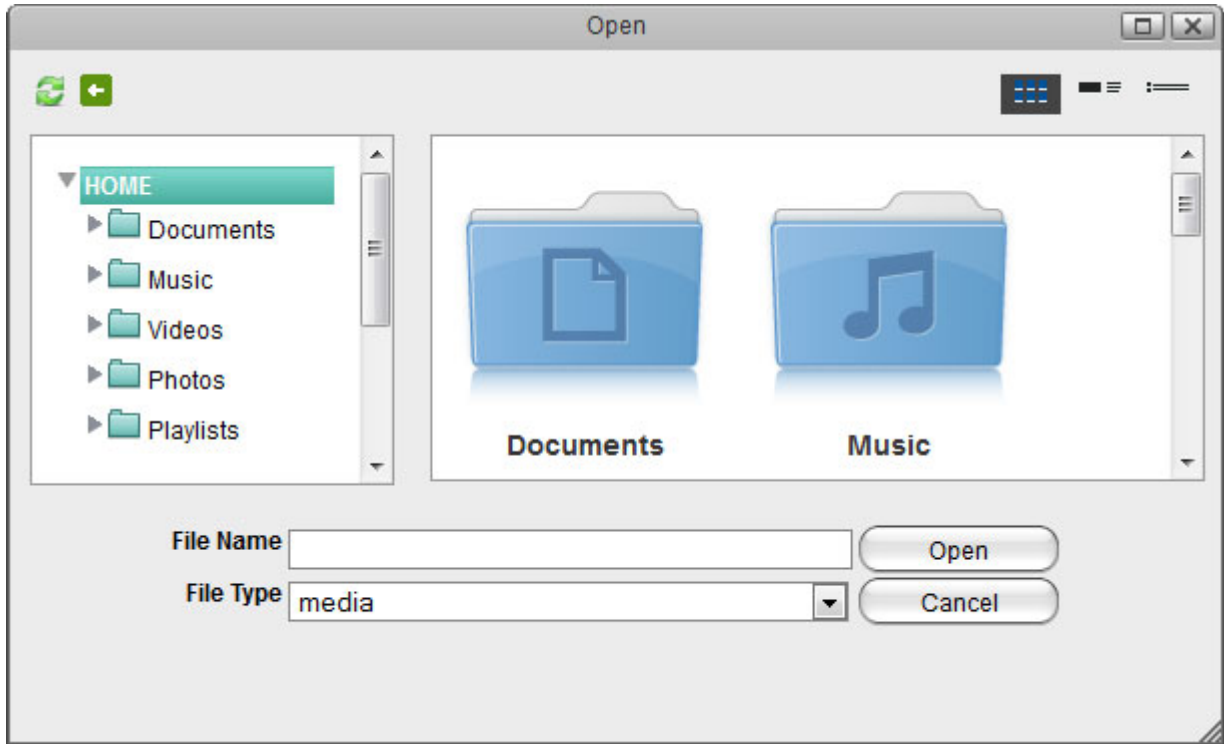 Open
HOME
Documents
Music
Videos
Photos
Playlists
Documents
Music
File Name
Open
File Type
media
Cancel